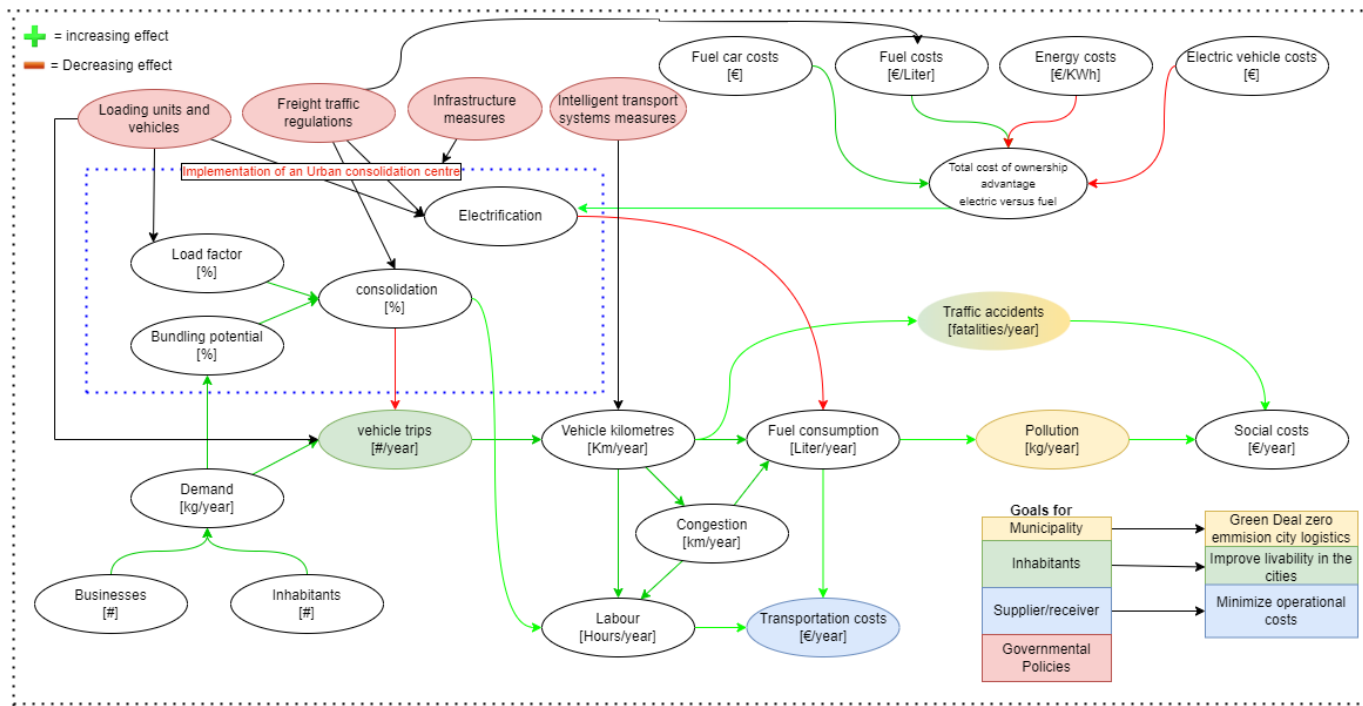 = increasing effect
= Decreasing effect
Fuel car costs
[€]
Fuel costs
[€/Liter]
Energy costs
[€/KWh]
Electric vehicle costs
[€]
Loading units and
vehicles
Freight traffic
regulations
Infrastructure
measures
Intelligent transport
systems measures
Implementation of an Urban consolidation centre
Total cost of ownership
advantage
electric versus fuel
Electrification
Load factor
[%]
consolidation
[%]
Bundling potential
[%]
Traffic accidents
[fatalities/year]
vehicle trips
[#/year]
Vehicle kilometres
[Km/year]
Fuel consumption
[Liter/year]
Pollution
[kg/year]
Social costs
[€/year]
Demand
[kg/year]
Congestion
[km/year]
Businesses
[#]
Inhabitants
[#]
Labour
[Hours/year]
Transportation costs
[€/year]
Goals for
Municipality
Green Deal zero
emmision city logistics
Inhabitants
Improve livability in the
cities
Supplier/receiver
Minimize operational
costs
Governmental
Policies